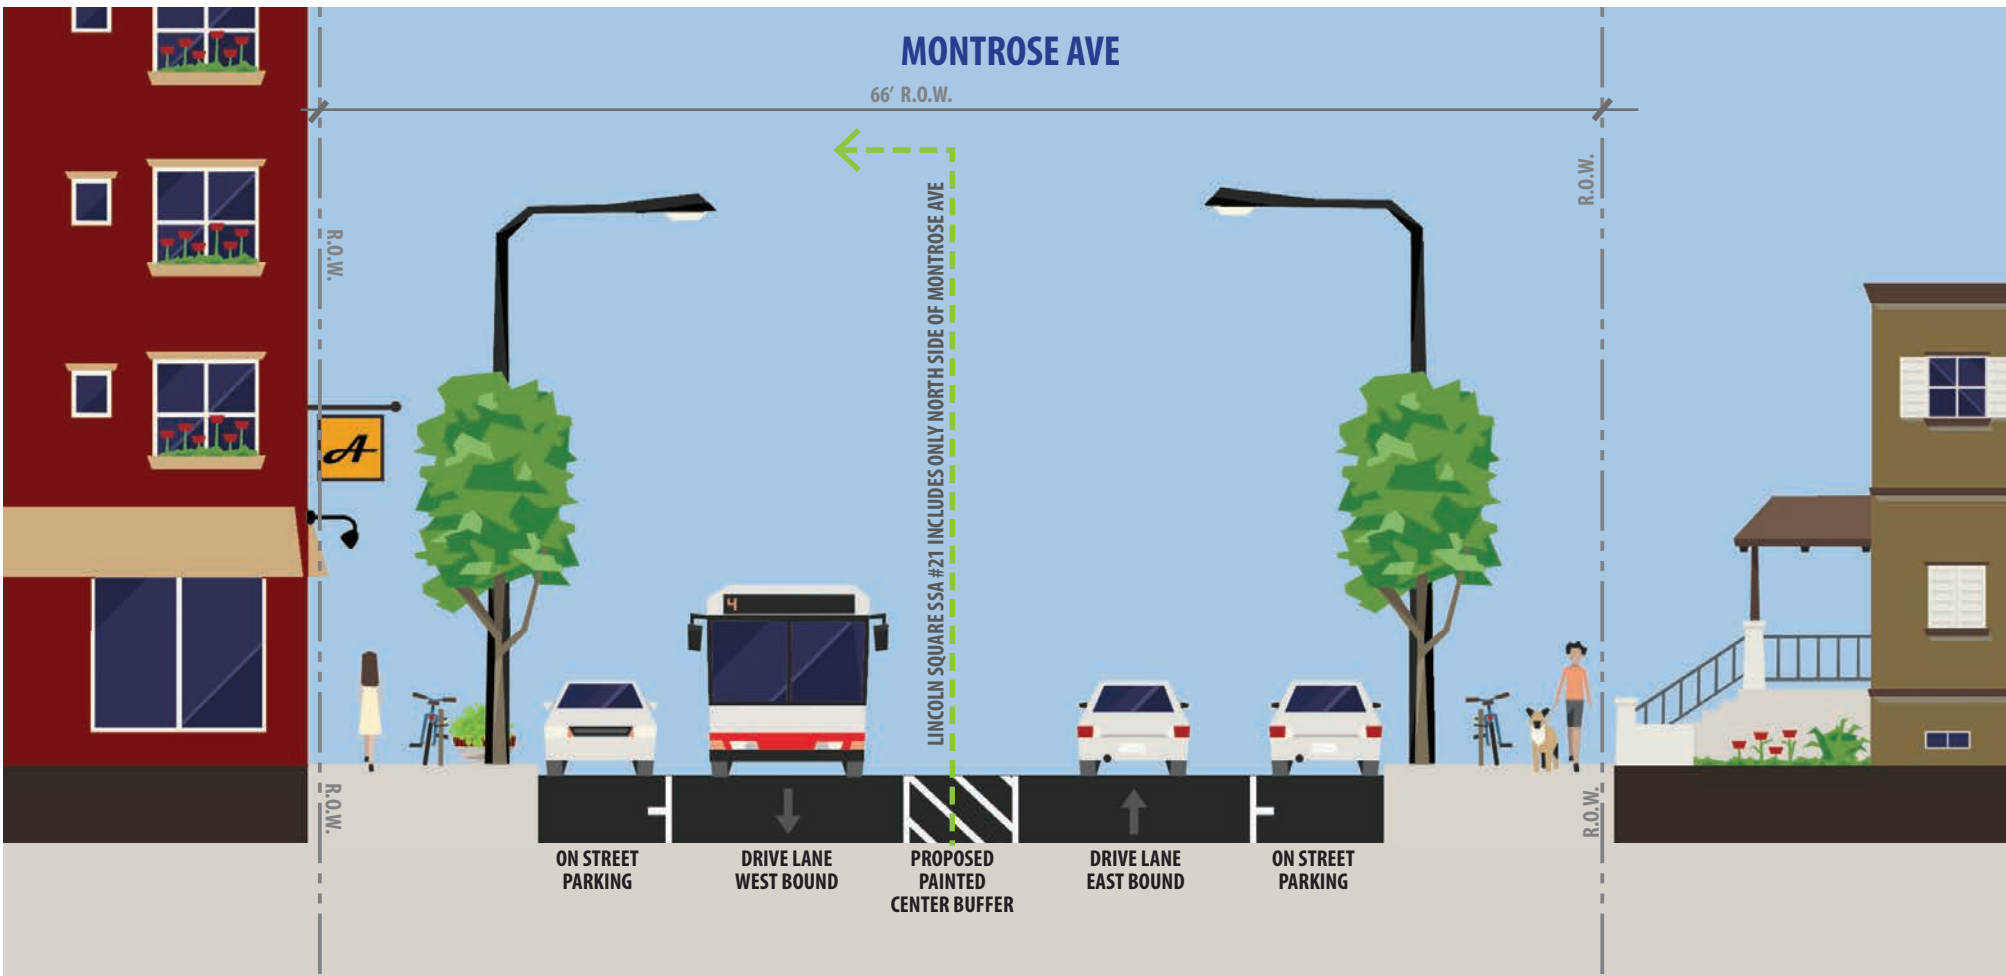 MONTROSE AVE
66' R.O.W.
R.O.W.
R.O.W.
LINCOLN SQUARE SSA #21 INCLUDES ONLY NORTH SIDE OF MONTROSE AVE
A
4
R.O.W.
R.O.W.
ON STREET
PARKING
DRIVE LANE
WEST BOUND
PROPOSED
PAINTED
CENTER BUFFER
DRIVE LANE
EAST BOUND
ON STREET
PARKING